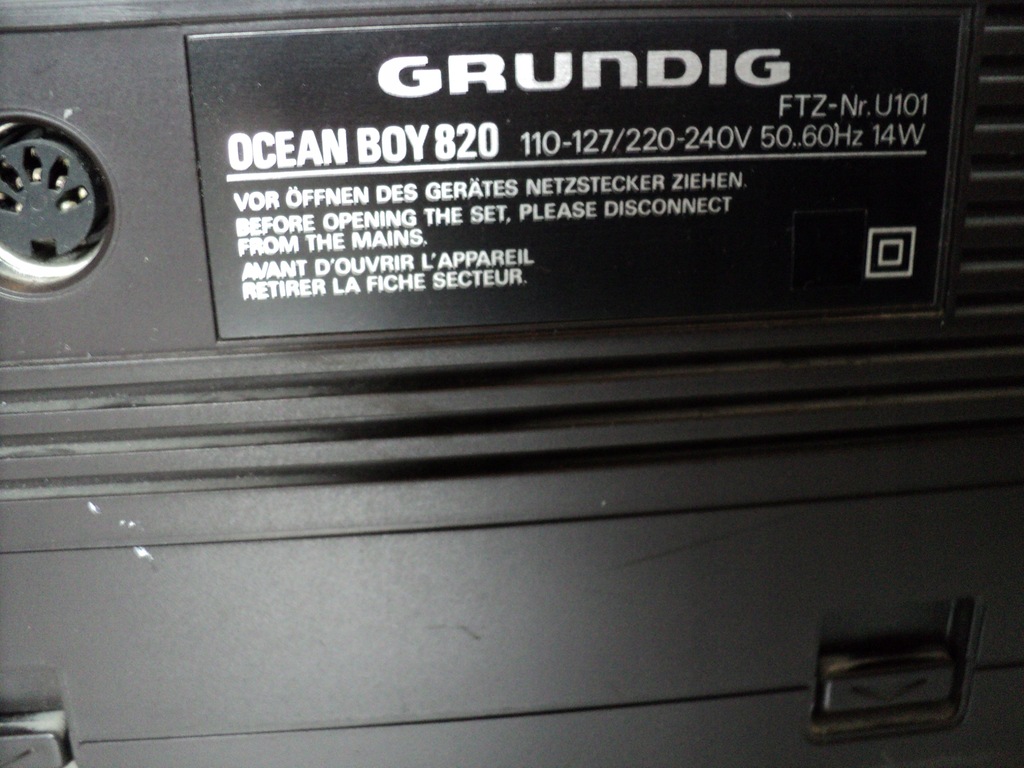 GRUNDIG
FTZ-Nr. U101
OCEAN BOY 820 110-127/220-240V 50..60Hz 14W
VOR ÖFFNEN DES GERÄTES NETZSTECKER ZIEHEN.
BEFORE OPENING THE SET, PLEASE DISCONNECT
FROM THE MAINS.
AVANT D'OUVRIR L'APPAREIL
RETIRER LA FICHE SECTEUR.